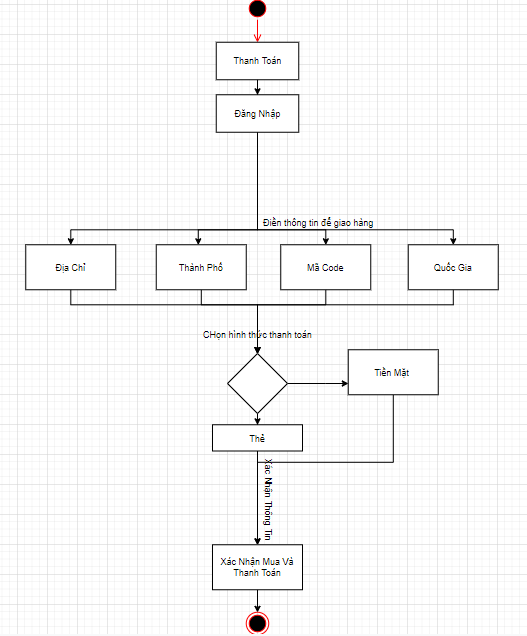 Thanh Toán
Đăng Nhập
Điền thông tin để giao hàng
Địa Chỉ
Thành Phố
Mã Code
Quốc Gia
CHọn hình thức thanh toán
Tiền Mặt
Thẻ
Xác Nhận Thông Tin
Xác Nhận Mua Và
Thanh Toán